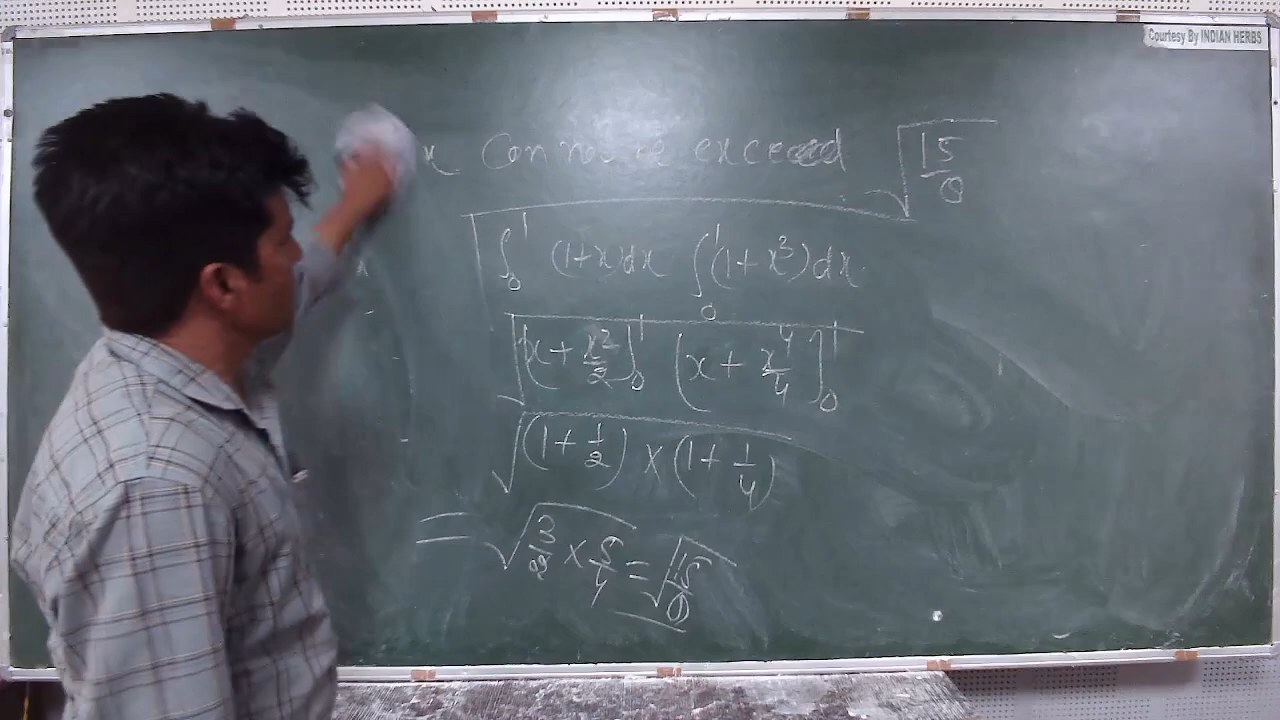 Courtesy By INDIAN HERBS
x Can not be exceed √(15/8)
√(∫₀¹ (1+x)dx ∫₀¹ (1+x³)dx
√([x + x²/2]₀¹ [x + x⁴/4]₀¹
√((1 + 1/2) × (1 + 1/4)
= √(3/2 × 5/4) = √(15/8)